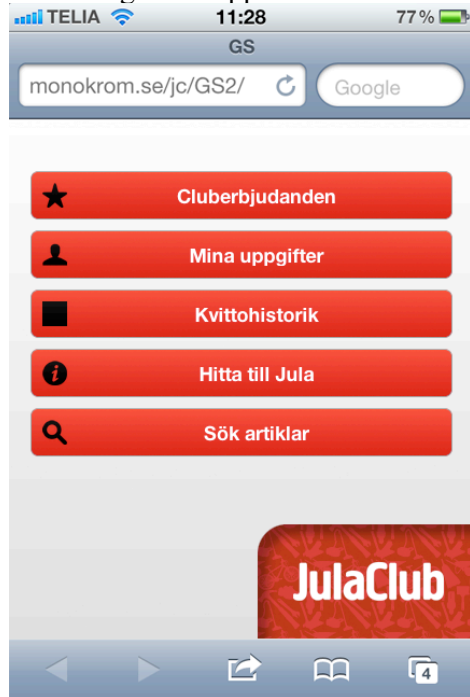 TELIA 11:28 77 %
GS
monokrom.se/jc/GS2/ Google
Cluberbjudanden
Mina uppgifter
Kvittohistorik
Hitta till Jula
Sök artiklar
JulaClub
4